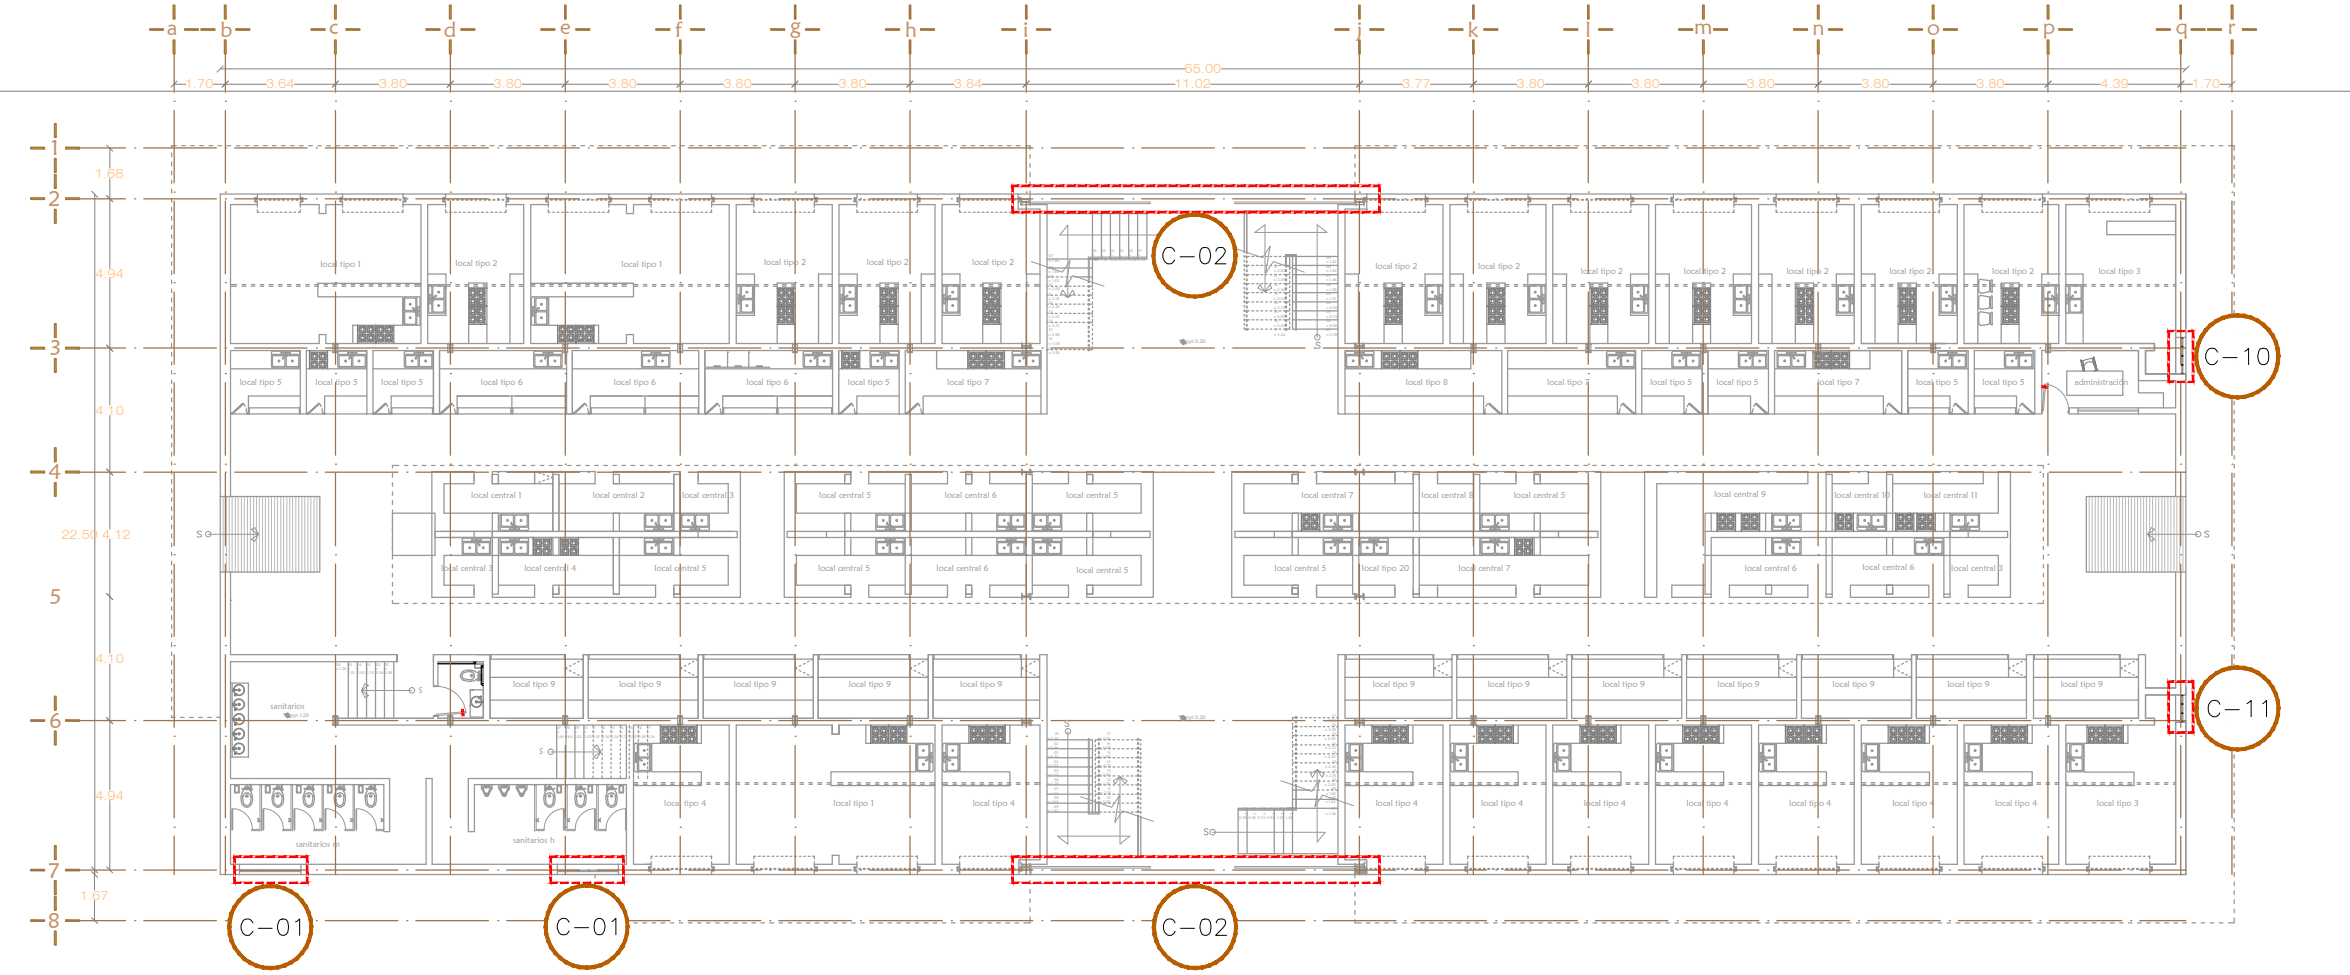 a b c d e f g h i j k l m n o p q r
65.00
1.70 3.64 3.80 3.80 3.80 3.80 3.80 3.84 11.02 3.77 3.80 3.80 3.80 3.80 3.80 4.39 1.70
1
1.68
2
C-02
local tipo 1 local tipo 2 local tipo 1 local tipo 2 local tipo 2 local tipo 2 local tipo 2 local tipo 2 local tipo 2 local tipo 2 local tipo 2 local tipo 2 local tipo 2 local tipo 3
4.94
S
3
C-10
local tipo 5 local tipo 5 local tipo 5 local tipo 6 local tipo 6 local tipo 6 local tipo 5 local tipo 7 local tipo 8 local tipo 7 local tipo 5 local tipo 5 local tipo 7 local tipo 5 local tipo 5 administración
4.10
4
local central 1 local central 2 local central 3 local central 5 local central 6 local central 5 local central 7 local central 8 local central 5 local central 9 local central 10 local central 11
22.50 4.12
S S
local central 3 local central 4 local central 5 local central 5 local central 6 local central 5 local central 5 local tipo 20 local central 7 local central 6 local central 6 local central 3
5
4.10
local tipo 9 local tipo 9 local tipo 9 local tipo 9 local tipo 9 local tipo 9 local tipo 9 local tipo 9 local tipo 9 local tipo 9 local tipo 9 local tipo 9
S
sanitarios
C-11
6
S
S
4.94
local tipo 4 local tipo 1 local tipo 4 local tipo 4 local tipo 4 local tipo 4 local tipo 4 local tipo 4 local tipo 4 local tipo 4 local tipo 3
S
sanitarios m sanitarios h
7
1.67
8
C-01 C-01 C-02